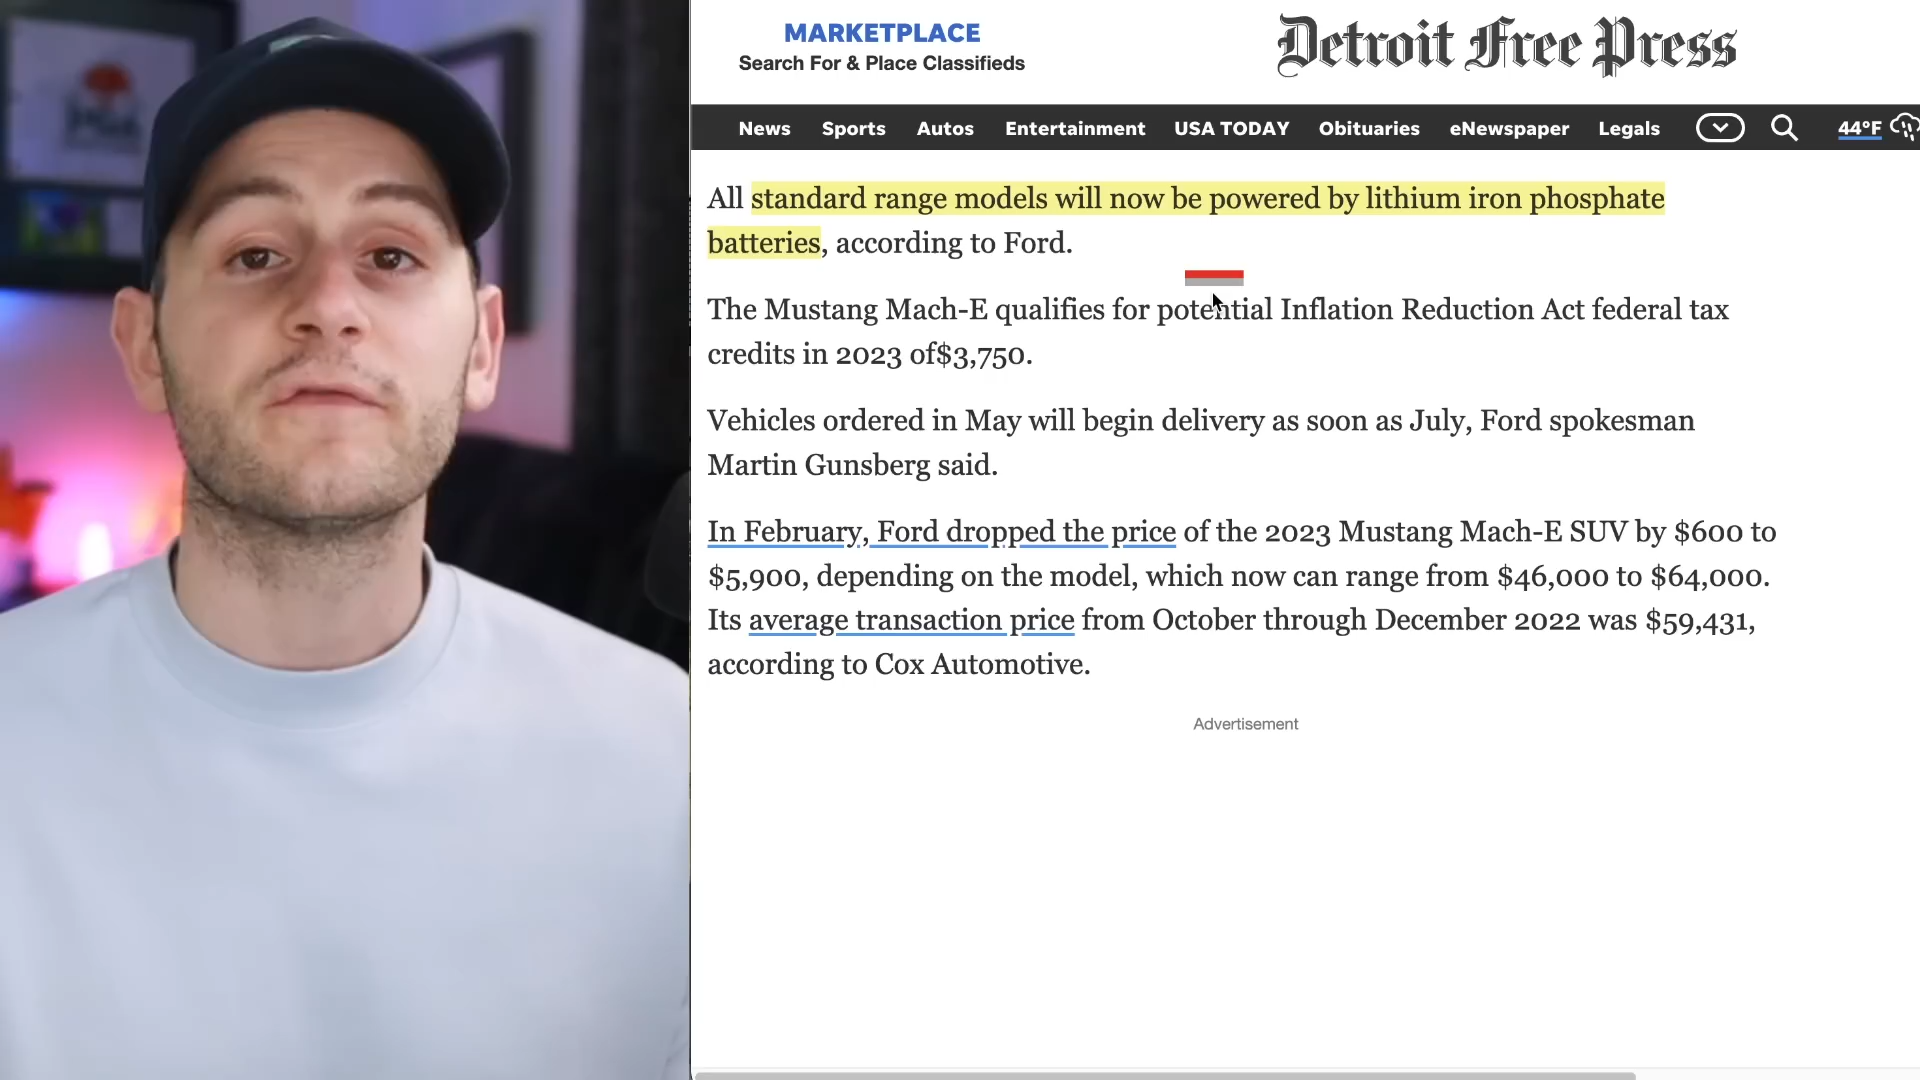 MARKETPLACE
Search For & Place Classifieds
Detroit Free Press
News Sports Autos Entertainment USA TODAY Obituaries eNewspaper Legals 44°F
All standard range models will now be powered by lithium iron phosphate
batteries, according to Ford.
The Mustang Mach-E qualifies for potential Inflation Reduction Act federal tax
credits in 2023 of$3,750.
Vehicles ordered in May will begin delivery as soon as July, Ford spokesman
Martin Gunsberg said.
In February, Ford dropped the price of the 2023 Mustang Mach-E SUV by $600 to
$5,900, depending on the model, which now can range from $46,000 to $64,000.
Its average transaction price from October through December 2022 was $59,431,
according to Cox Automotive.
Advertisement